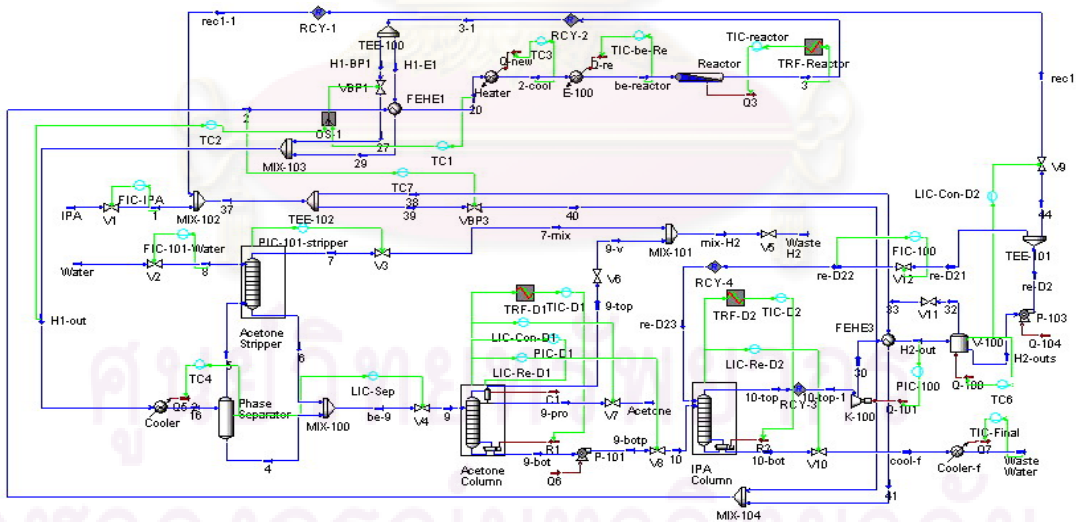 rec1-1
RCY-1
3-1
RCY-2
TIC-reactor
TEE-100
TC3
TIC-be-Re
H1-BP1
H1-E1
Q-new
Reactor
TRF-Reactor
rec1
VBP1
FEHE1
20
Heater
2-cool
E-100
be-reactor
Q3
3
2
OS-1
TC2
27
29
TC1
MIX-103
TC7
LIC-Con-D2
V9
FIC-IPA
38
IPA
V1
1
MIX-102
37
TEE-102
39
VBP3
40
44
FIC-101-Water
PIC-101-stripper
7-mix
9-v
MIX-101
mix-H2
V5
Waste
H2
FIC-100
TEE-101
Water
V2
8
7
V3
V6
RCY-4
re-D22
V12
re-D21
re-D2
9-top
TRF-D1
TIC-D1
re-D23
TRF-D2
TIC-D2
33
V11
32
P-103
H1-out
Acetone
Stripper
5
6
LIC-Con-D1
PIC-D1
LIC-Re-D1
LIC-Re-D2
FEHE3
H2-out
V-100
Q-104
H2-outs
30
TC4
LIC-Sep
C1
10-top
RCY-3
10-top-1
PIC-100
Q-100
TC6
Cooler
16
Phase
Separator
MIX-100
be-9
V4
9
9-pro
V7
Acetone
K-100
Q-101
TIC-Final
4
9-bot
R1
P-101
9-botp
V8
10
10-bot
R2
V10
cool-f
Q7
Acetone
Column
Q6
IPA
Column
Cooler-f
Waste
Water
41
MIX-104